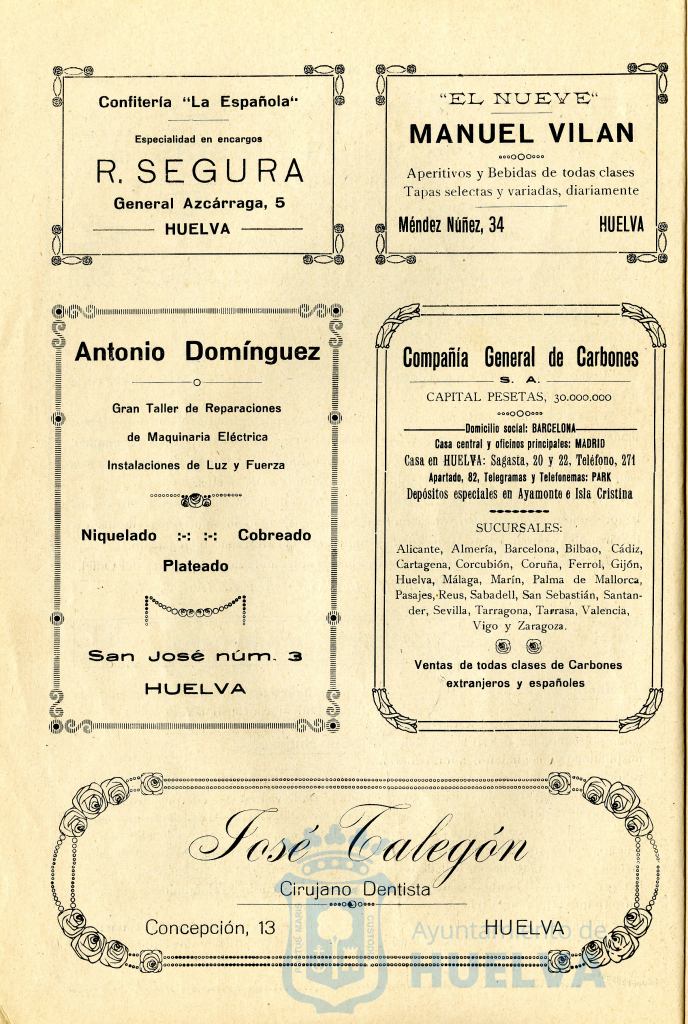 Confitería "La Española"
Especialidad en encargos
R. SEGURA
General Azcárraga, 5
HUELVA
"EL NUEVE"
MANUEL VILAN
Aperitivos y Bebidas de todas clases
Tapas selectas y variadas, diariamente
Méndez Núñez, 34 HUELVA
Antonio Domínguez
Gran Taller de Reparaciones
de Maquinaria Eléctrica
Instalaciones de Luz y Fuerza
Niquelado :-: :-: Cobreado
Plateado
San José núm. 3
HUELVA
Compañía General de Carbones
S. A.
CAPITAL PESETAS, 30.000.000
Domicilio social: BARCELONA
Casa central y oficinos principales: MADRID
Casa en HUELVA: Sagasta, 20 y 22, Teléfono, 271
Apartado, 82, Telegramas y Telefonemas: PARK
Depósitos especiales en Ayamonte e Isla Cristina
SUCURSALES:
Alicante, Almería, Barcelona, Bilbao, Cádiz,
Cartagena, Corcubión, Coruña, Ferrol, Gijón,
Huelva, Málaga, Marín, Palma de Mallorca,
Pasajes, Reus, Sabadell, San Sebastián, Santan-
der, Sevilla, Tarragona, Tarrasa, Valencia,
Vigo y Zaragoza.
Ventas de todas clases de Carbones
extranjeros y españoles
José Talegón
Cirujano Dentista
Concepción, 13 HUELVA
Ayuntamiento de
HUELVA